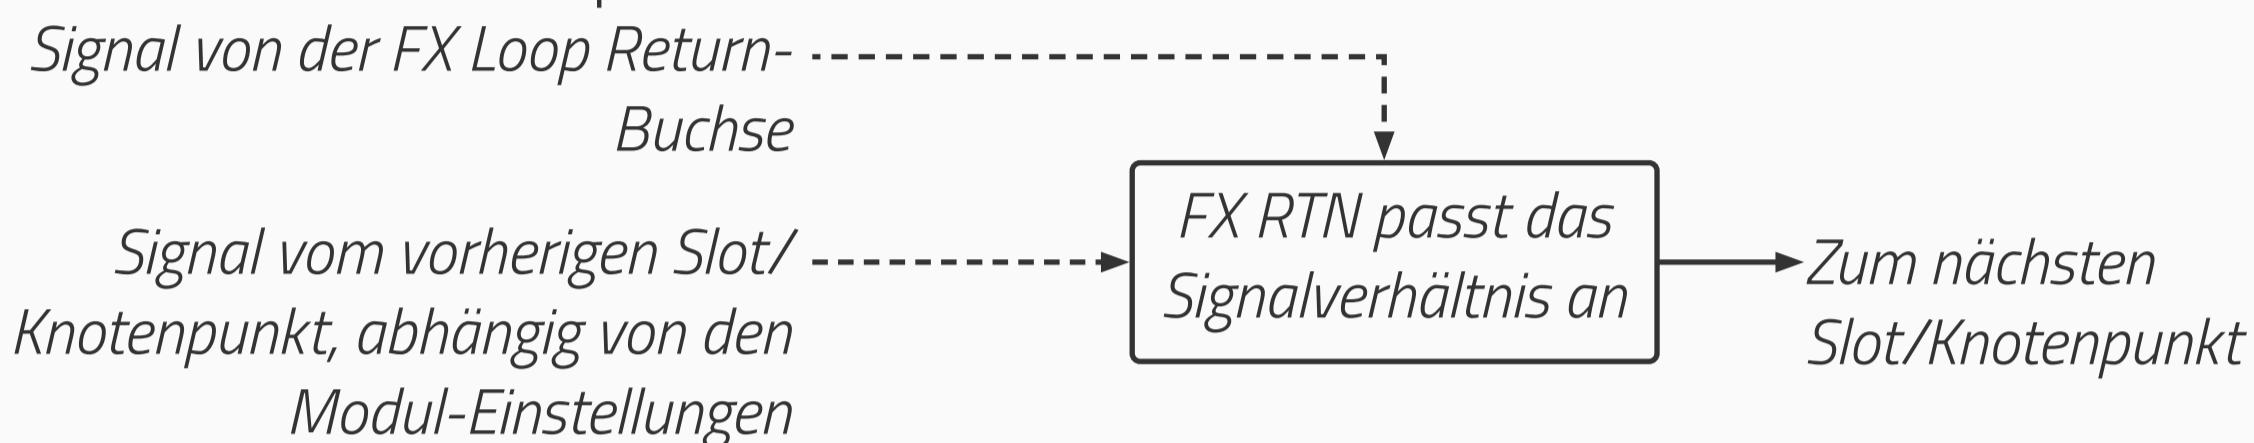 Signal von der FX Loop Return-
Buchse
Signal vom vorherigen Slot/
Knotenpunkt, abhängig von den
Modul-Einstellungen
FX RTN passt das
Signalverhältnis an
Zum nächsten
Slot/Knotenpunkt